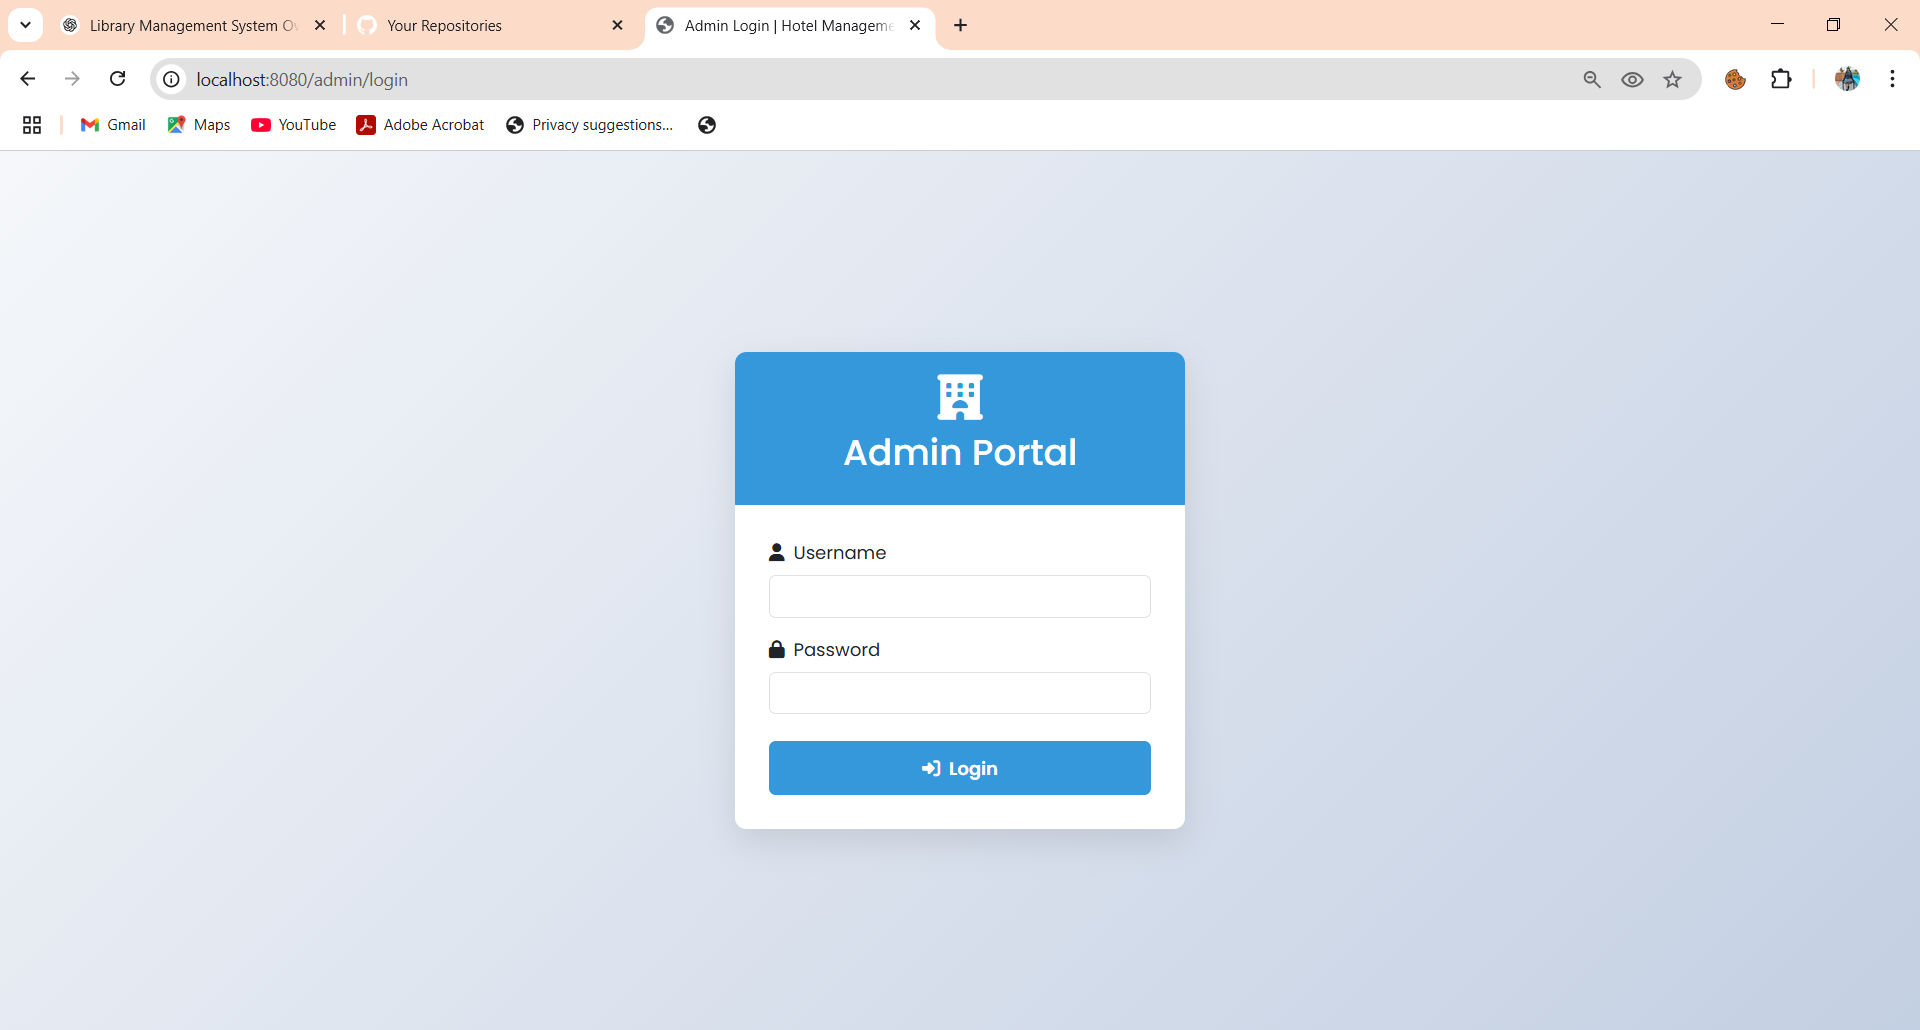 Library Management System Ov
Your Repositories
Admin Login | Hotel Manageme
localhost:8080/admin/login
Gmail
Maps
YouTube
Adobe Acrobat
Privacy suggestions...
Admin Portal
Username
Password
Login